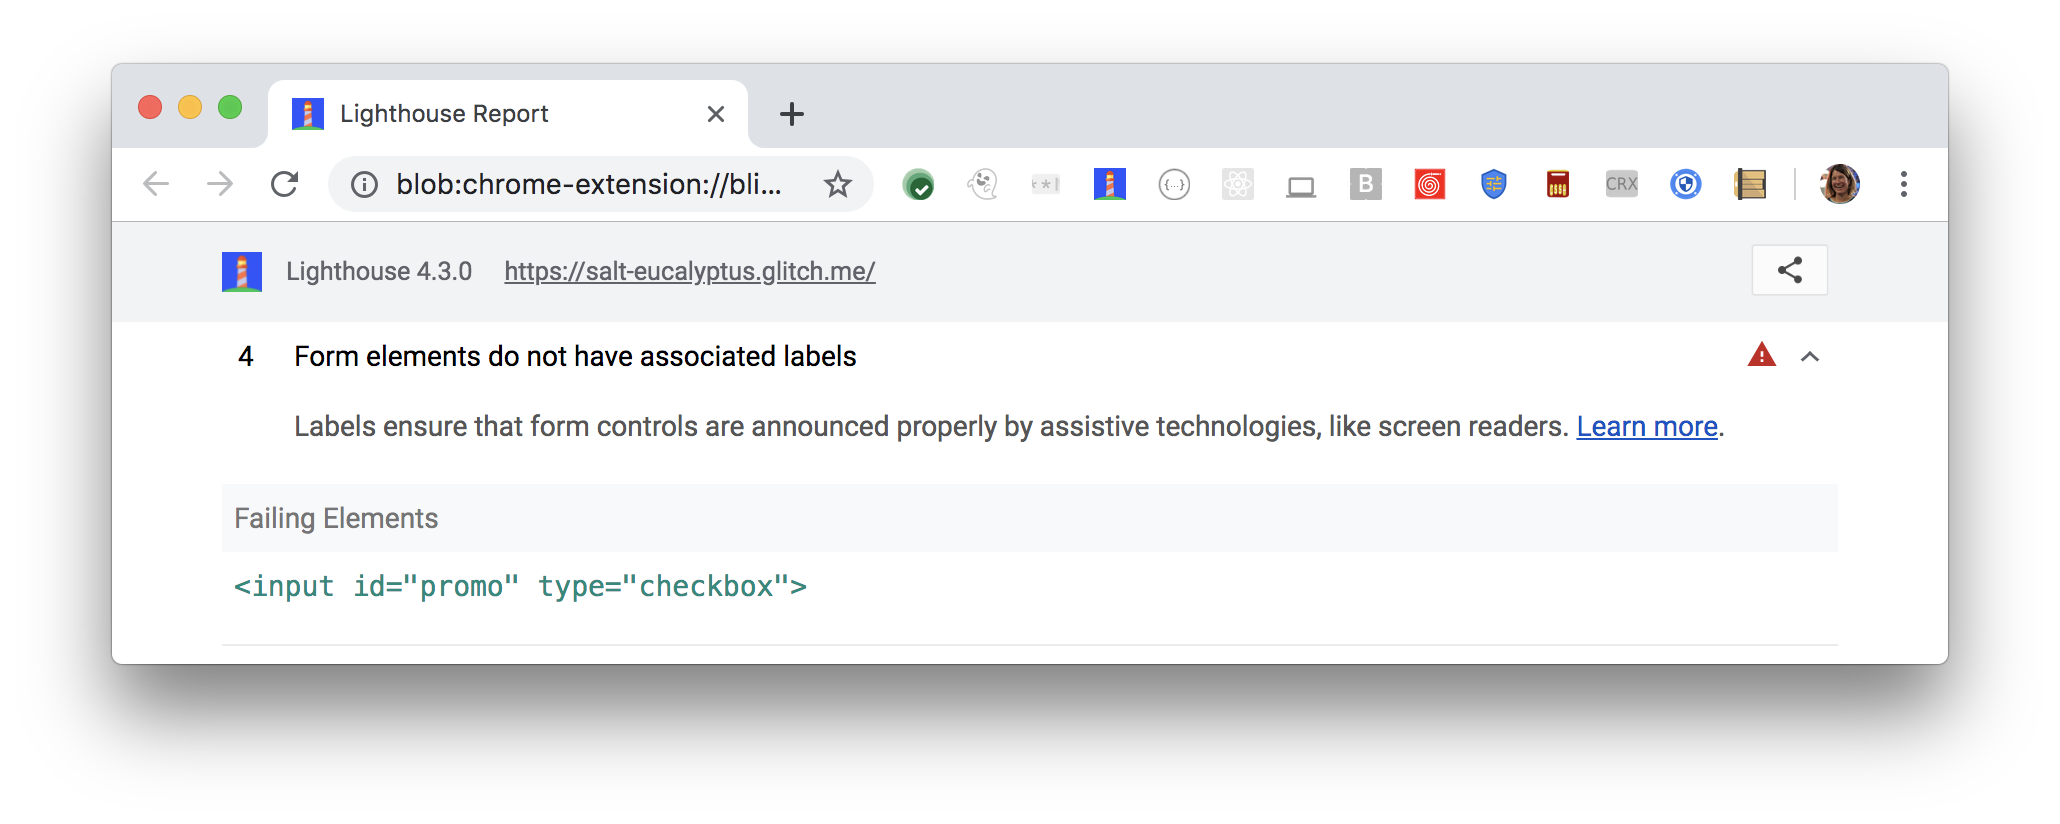 Lighthouse Report
blob:chrome-extension://bli...
{...}
B
CRX
Lighthouse 4.3.0 https://salt-eucalyptus.glitch.me/
4 Form elements do not have associated labels
Labels ensure that form controls are announced properly by assistive technologies, like screen readers. Learn more.
Failing Elements
<input id="promo" type="checkbox">